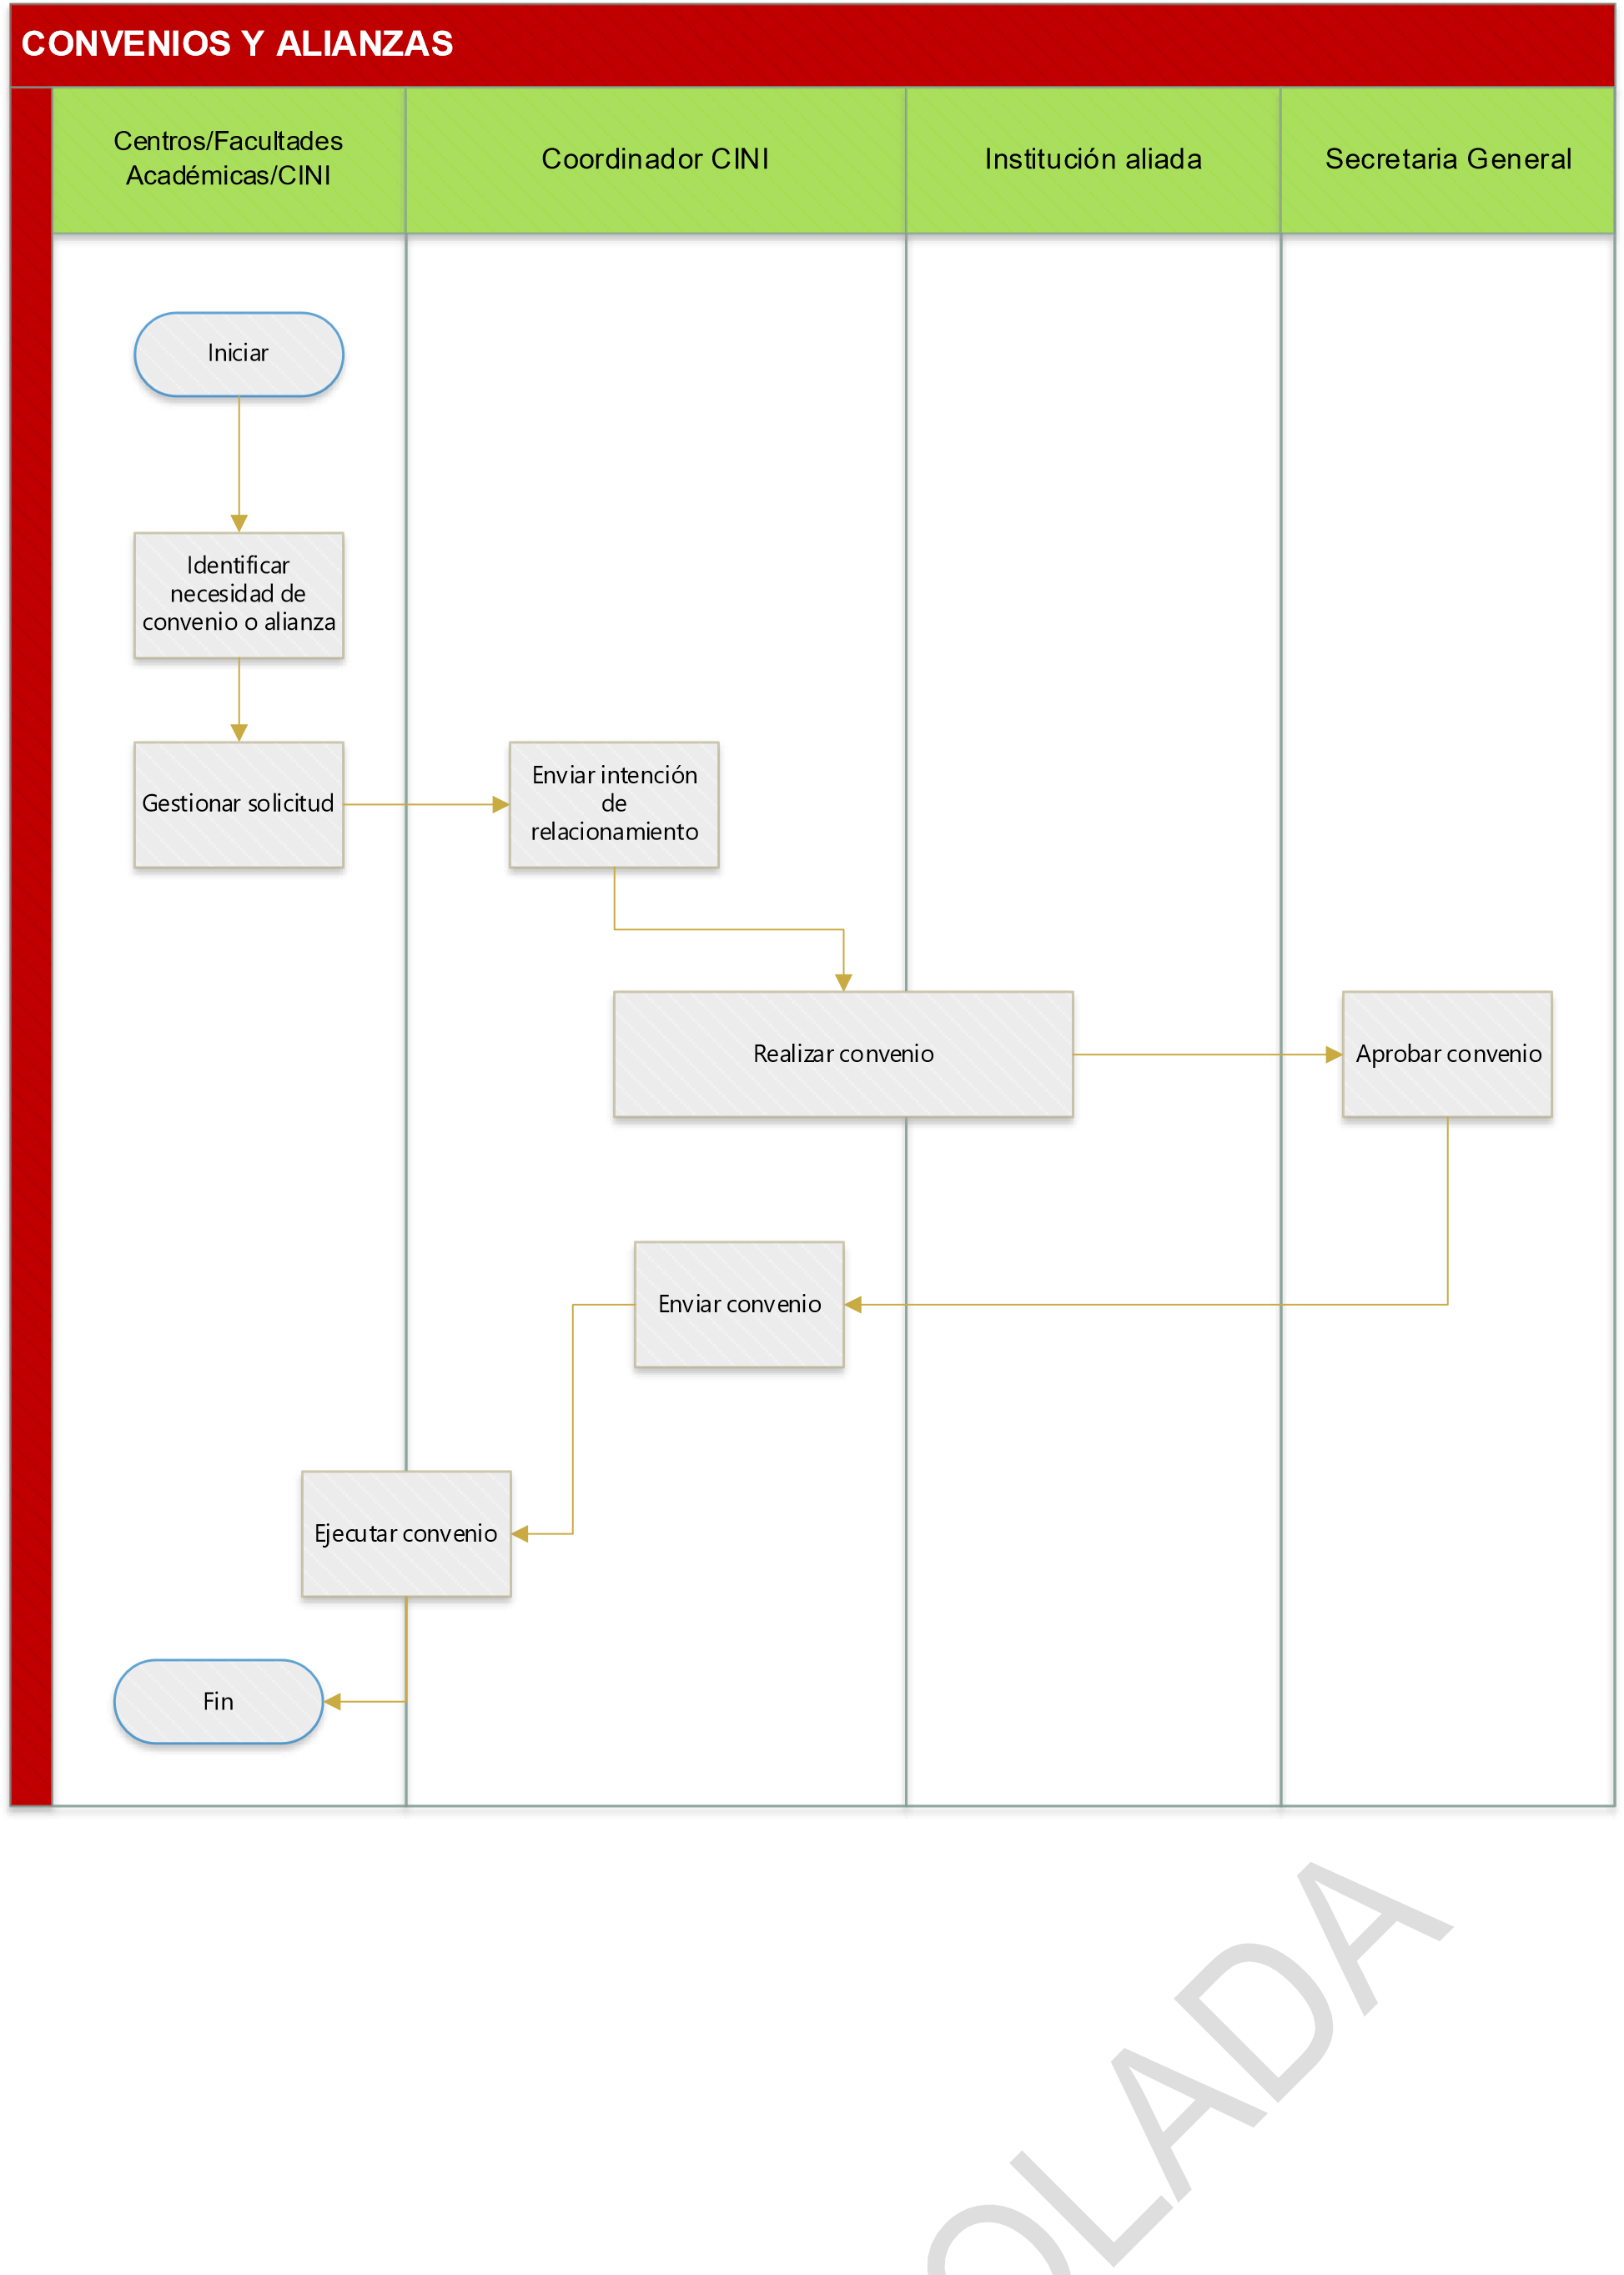 CONVENIOS Y ALIANZAS
Centros/Facultades
Académicas/CINI
Coordinador CINI
Institución aliada
Secretaria General
Iniciar
Identificar
necesidad de
convenio o alianza
Gestionar solicitud
Enviar intención
de
relacionamiento
Realizar convenio
Aprobar convenio
Enviar convenio
Ejecutar convenio
Fin
OLADA